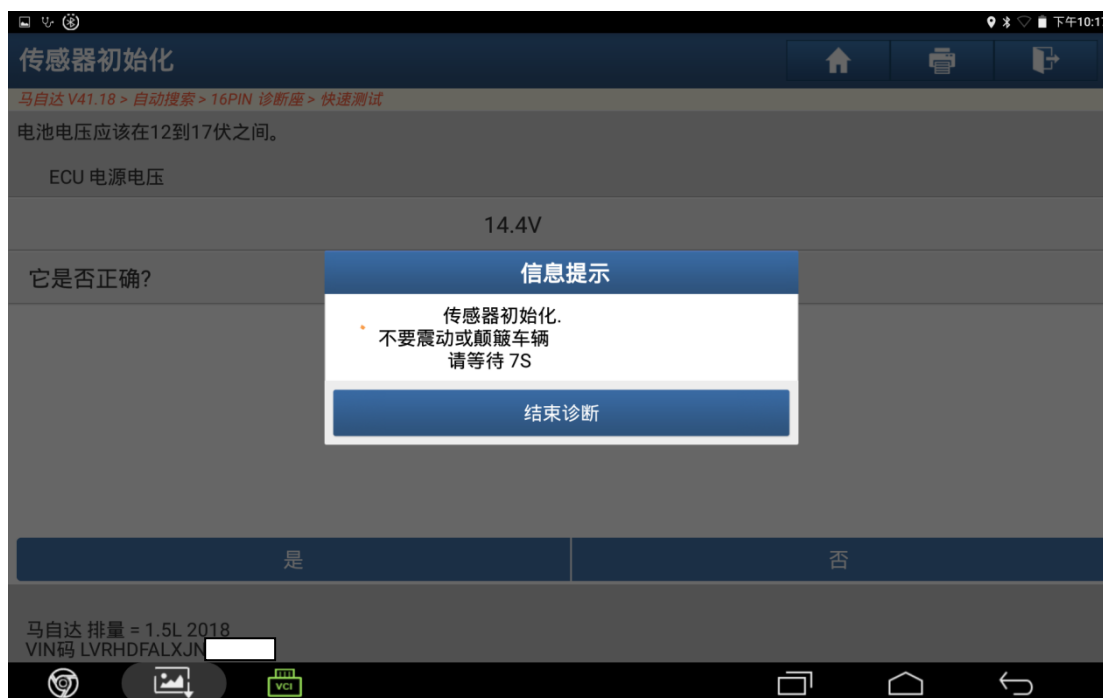 下午10:1
传感器初始化
马自达 V41.18 > 自动搜索 > 16PIN 诊断座 > 快速测试
电池电压应该在12到17伏之间。
ECU 电源电压
14.4V
它是否正确?
信息提示
传感器初始化.
不要震动或颠簸车辆
请等待 7S
结束诊断
是
否
马自达 排量 = 1.5L 2018
VIN码 LVRHDFALXJN
VCI